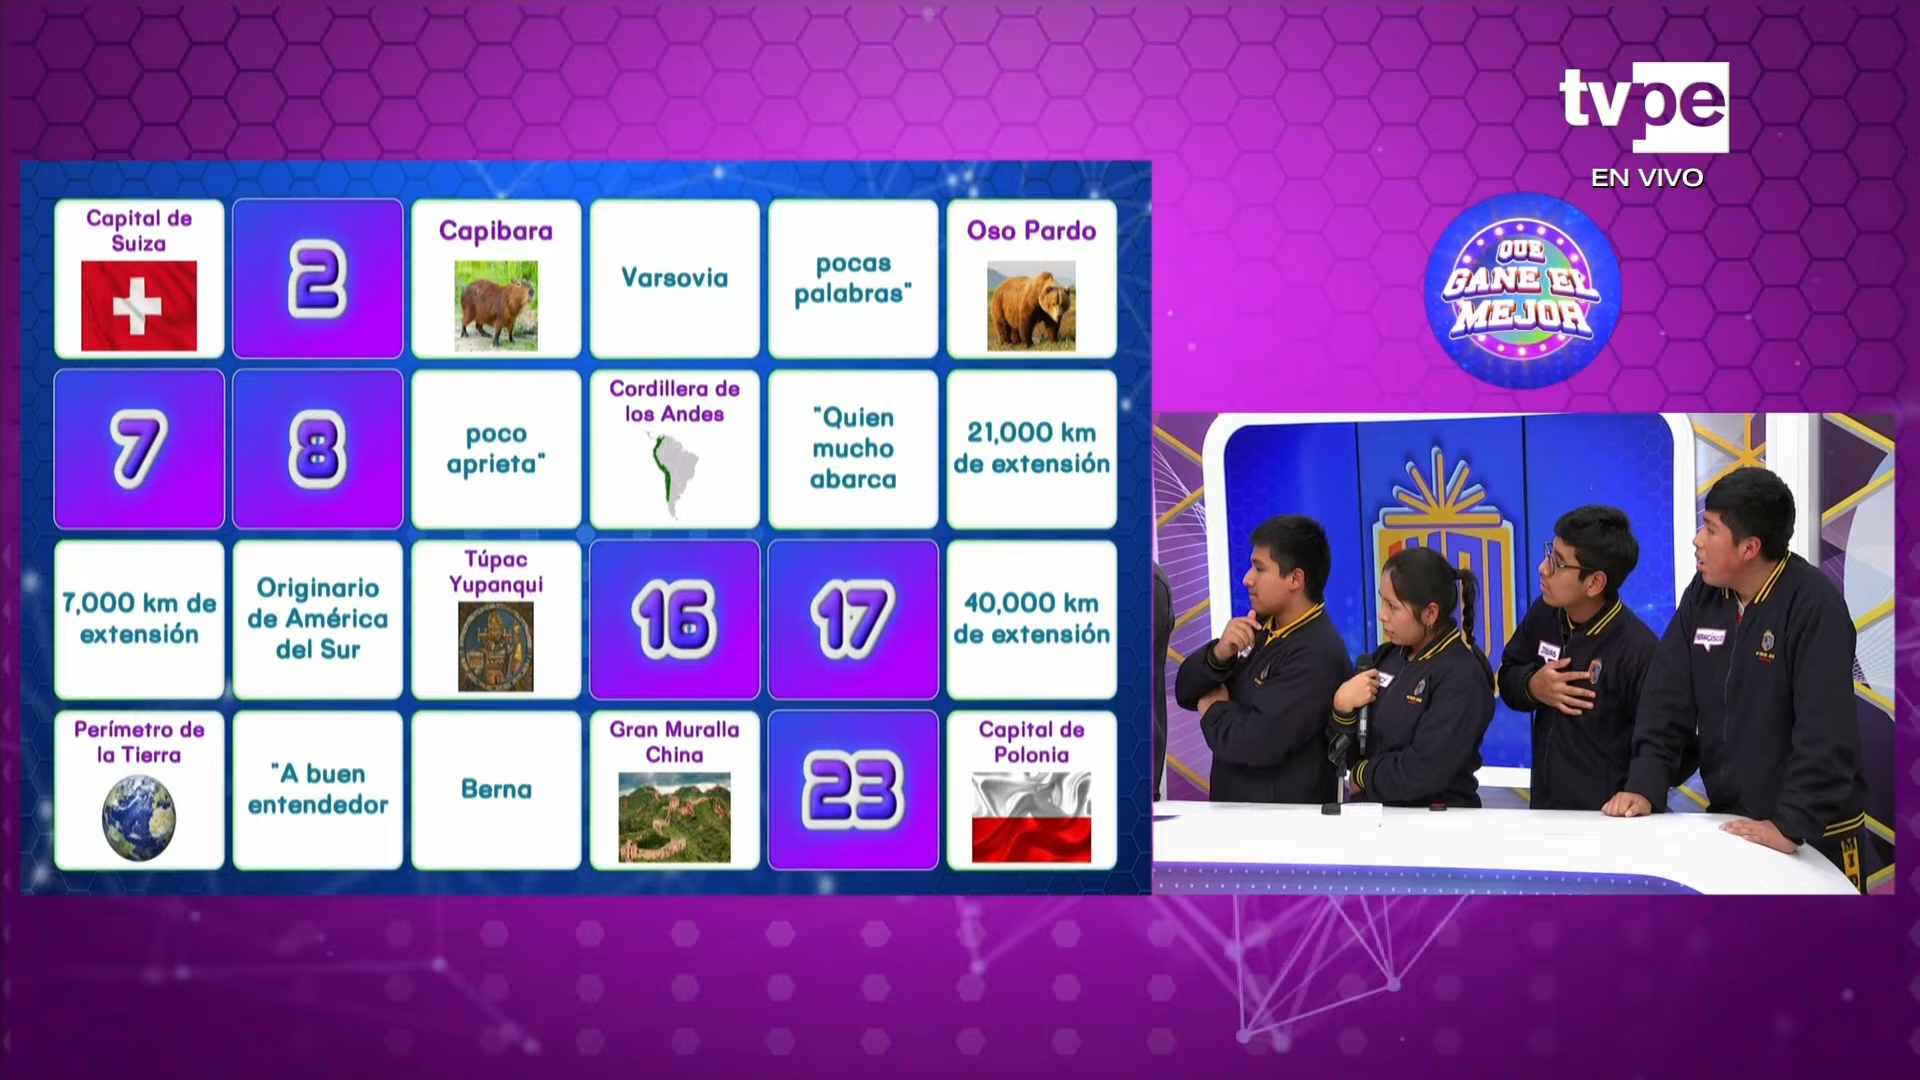 tvpe
EN VIVO
QUE
GANE EL
MEJOR
Capital de
Suiza
2
Capibara
Varsovia
pocas
palabras"
Oso Pardo
7
8
poco
aprieta"
Cordillera de
los Andes
"Quien
mucho
abarca
21,000 km
de extensión
7,000 km de
extensión
Originario
de América
del Sur
Túpac
Yupanqui
16
17
40,000 km
de extensión
Perímetro de
la Tierra
"A buen
entendedor
Berna
Gran Muralla
China
23
Capital de
Polonia
FRANCISCO